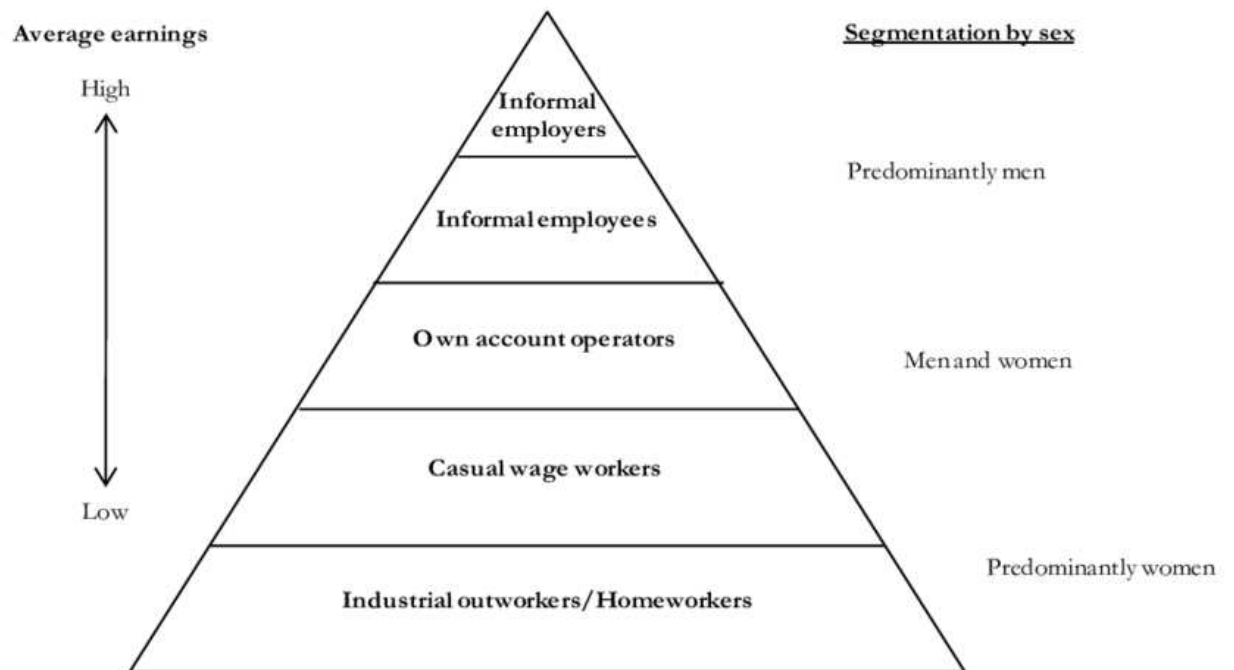 Average earnings
Segmentation by sex
High
Informal
employers
Predominantly men
Informal employees
Own account operators
Men and women
Casual wage workers
Low
Predominantly women
Industrial outworkers/Homeworkers